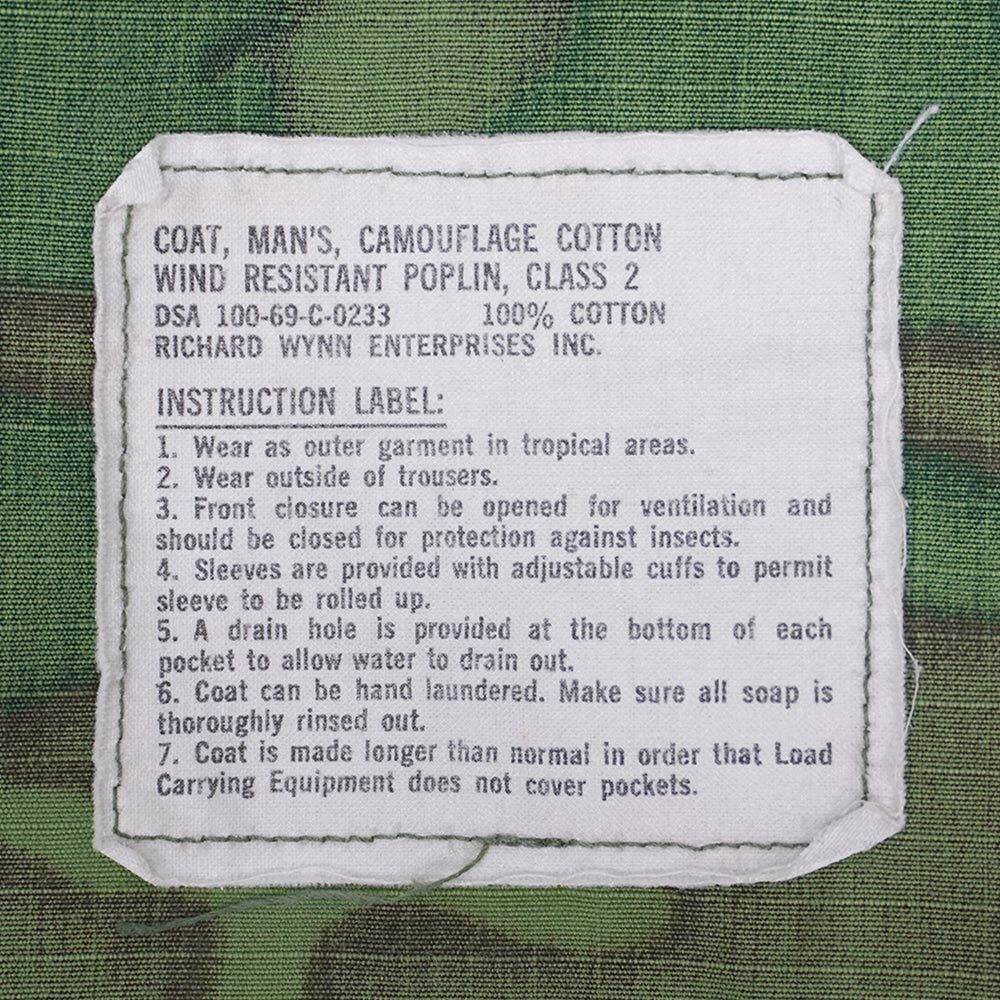 COAT, MAN'S, CAMOUFLAGE COTTON
WIND RESISTANT POPLIN, CLASS 2
DSA 100-69-C-0233 100% COTTON
RICHARD WYNN ENTERPRISES INC.
INSTRUCTION LABEL:
1. Wear as outer garment in tropical areas.
2. Wear outside of trousers.
3. Front closure can be opened for ventilation and
should be closed for protection against insects.
4. Sleeves are provided with adjustable cuffs to permit
sleeve to be rolled up.
5. A drain hole is provided at the bottom of each
pocket to allow water to drain out.
6. Coat can be hand laundered. Make sure all soap is
thoroughly rinsed out.
7. Coat is made longer than normal in order that Load
Carrying Equipment does not cover pockets.